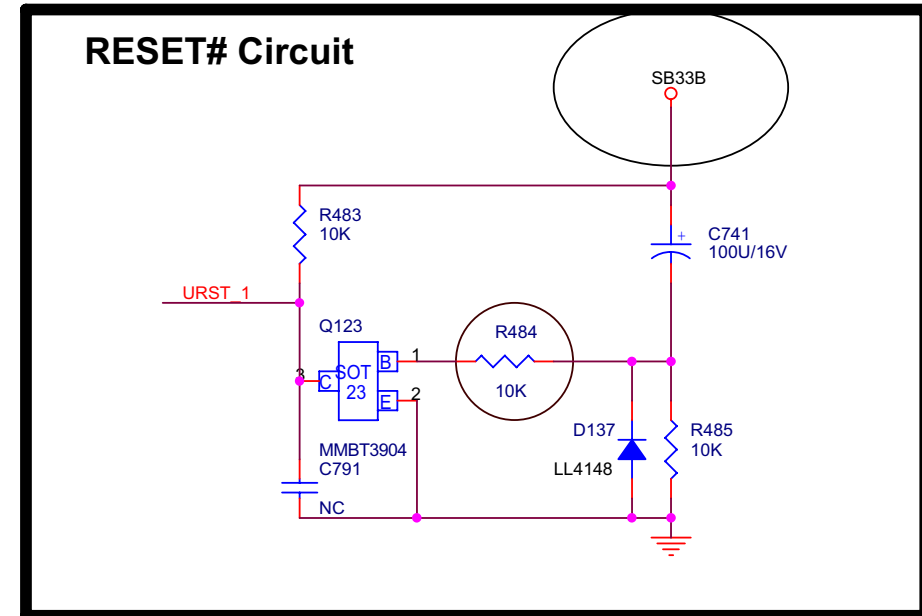 RESET# Circuit
SB33B
R483
10K
C741
100U/16V
URST_1
Q123
R484
1
B
3
C
SOT
23
10K
2
E
D137
R485
10K
MMBT3904
LL4148
C791
NC
+